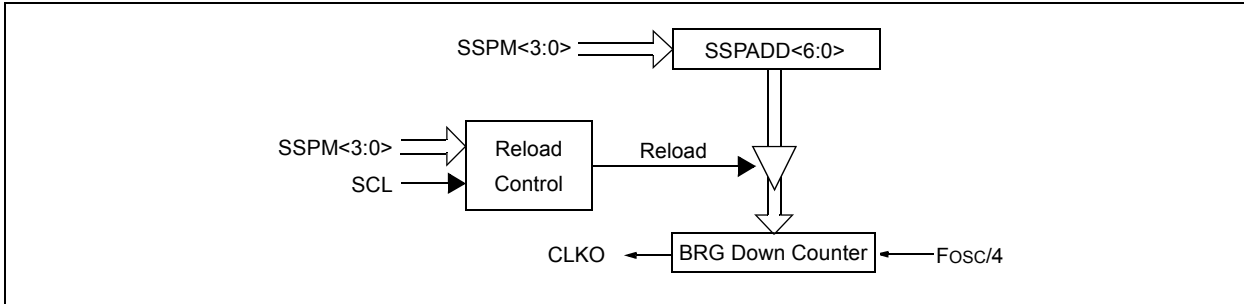 SSPM<3:0>
SSPADD<6:0>
SSPM<3:0>
SCL
Reload
Control
Reload
CLKO
BRG Down Counter
FOSC/4